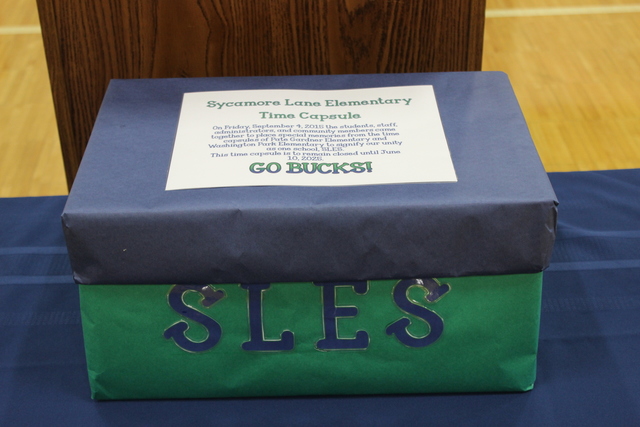 Sycamore Lane Elementary
Time Capsule
On Friday, September 4, 2015 the students, staff,
administrators, and community members came
together to place special memories from the time
capsules of Pate Gardner Elementary and
Washington Park Elementary to signify our unity
as one school, SLES.
This time capsule is to remain closed until June
10, 2025.
GO BUCKS!
SLES